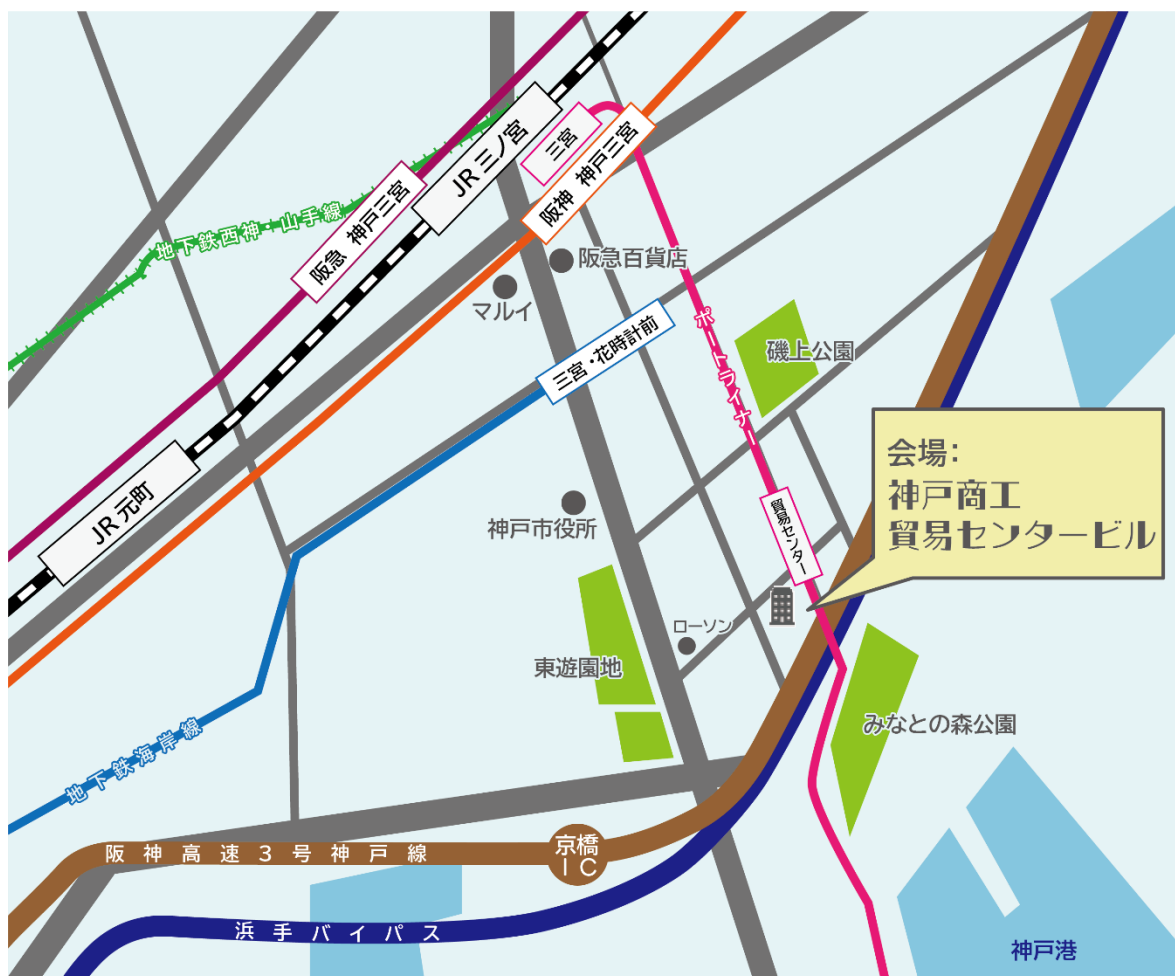 三宮
JR 三ノ宮
阪神 神戸三宮
阪急 神戸三宮
地下鉄西神・山手線
阪急百貨店
マルイ
三宮・花時計前
ポートライナー
磯上公園
JR 元町
会場:
神戸商工
貿易センタービル
神戸市役所
貿易センター
ローソン
東遊園地
みなとの森公園
地下鉄海岸線
阪神高速3号神戸線
京橋
IC
浜手バイパス
神戸港